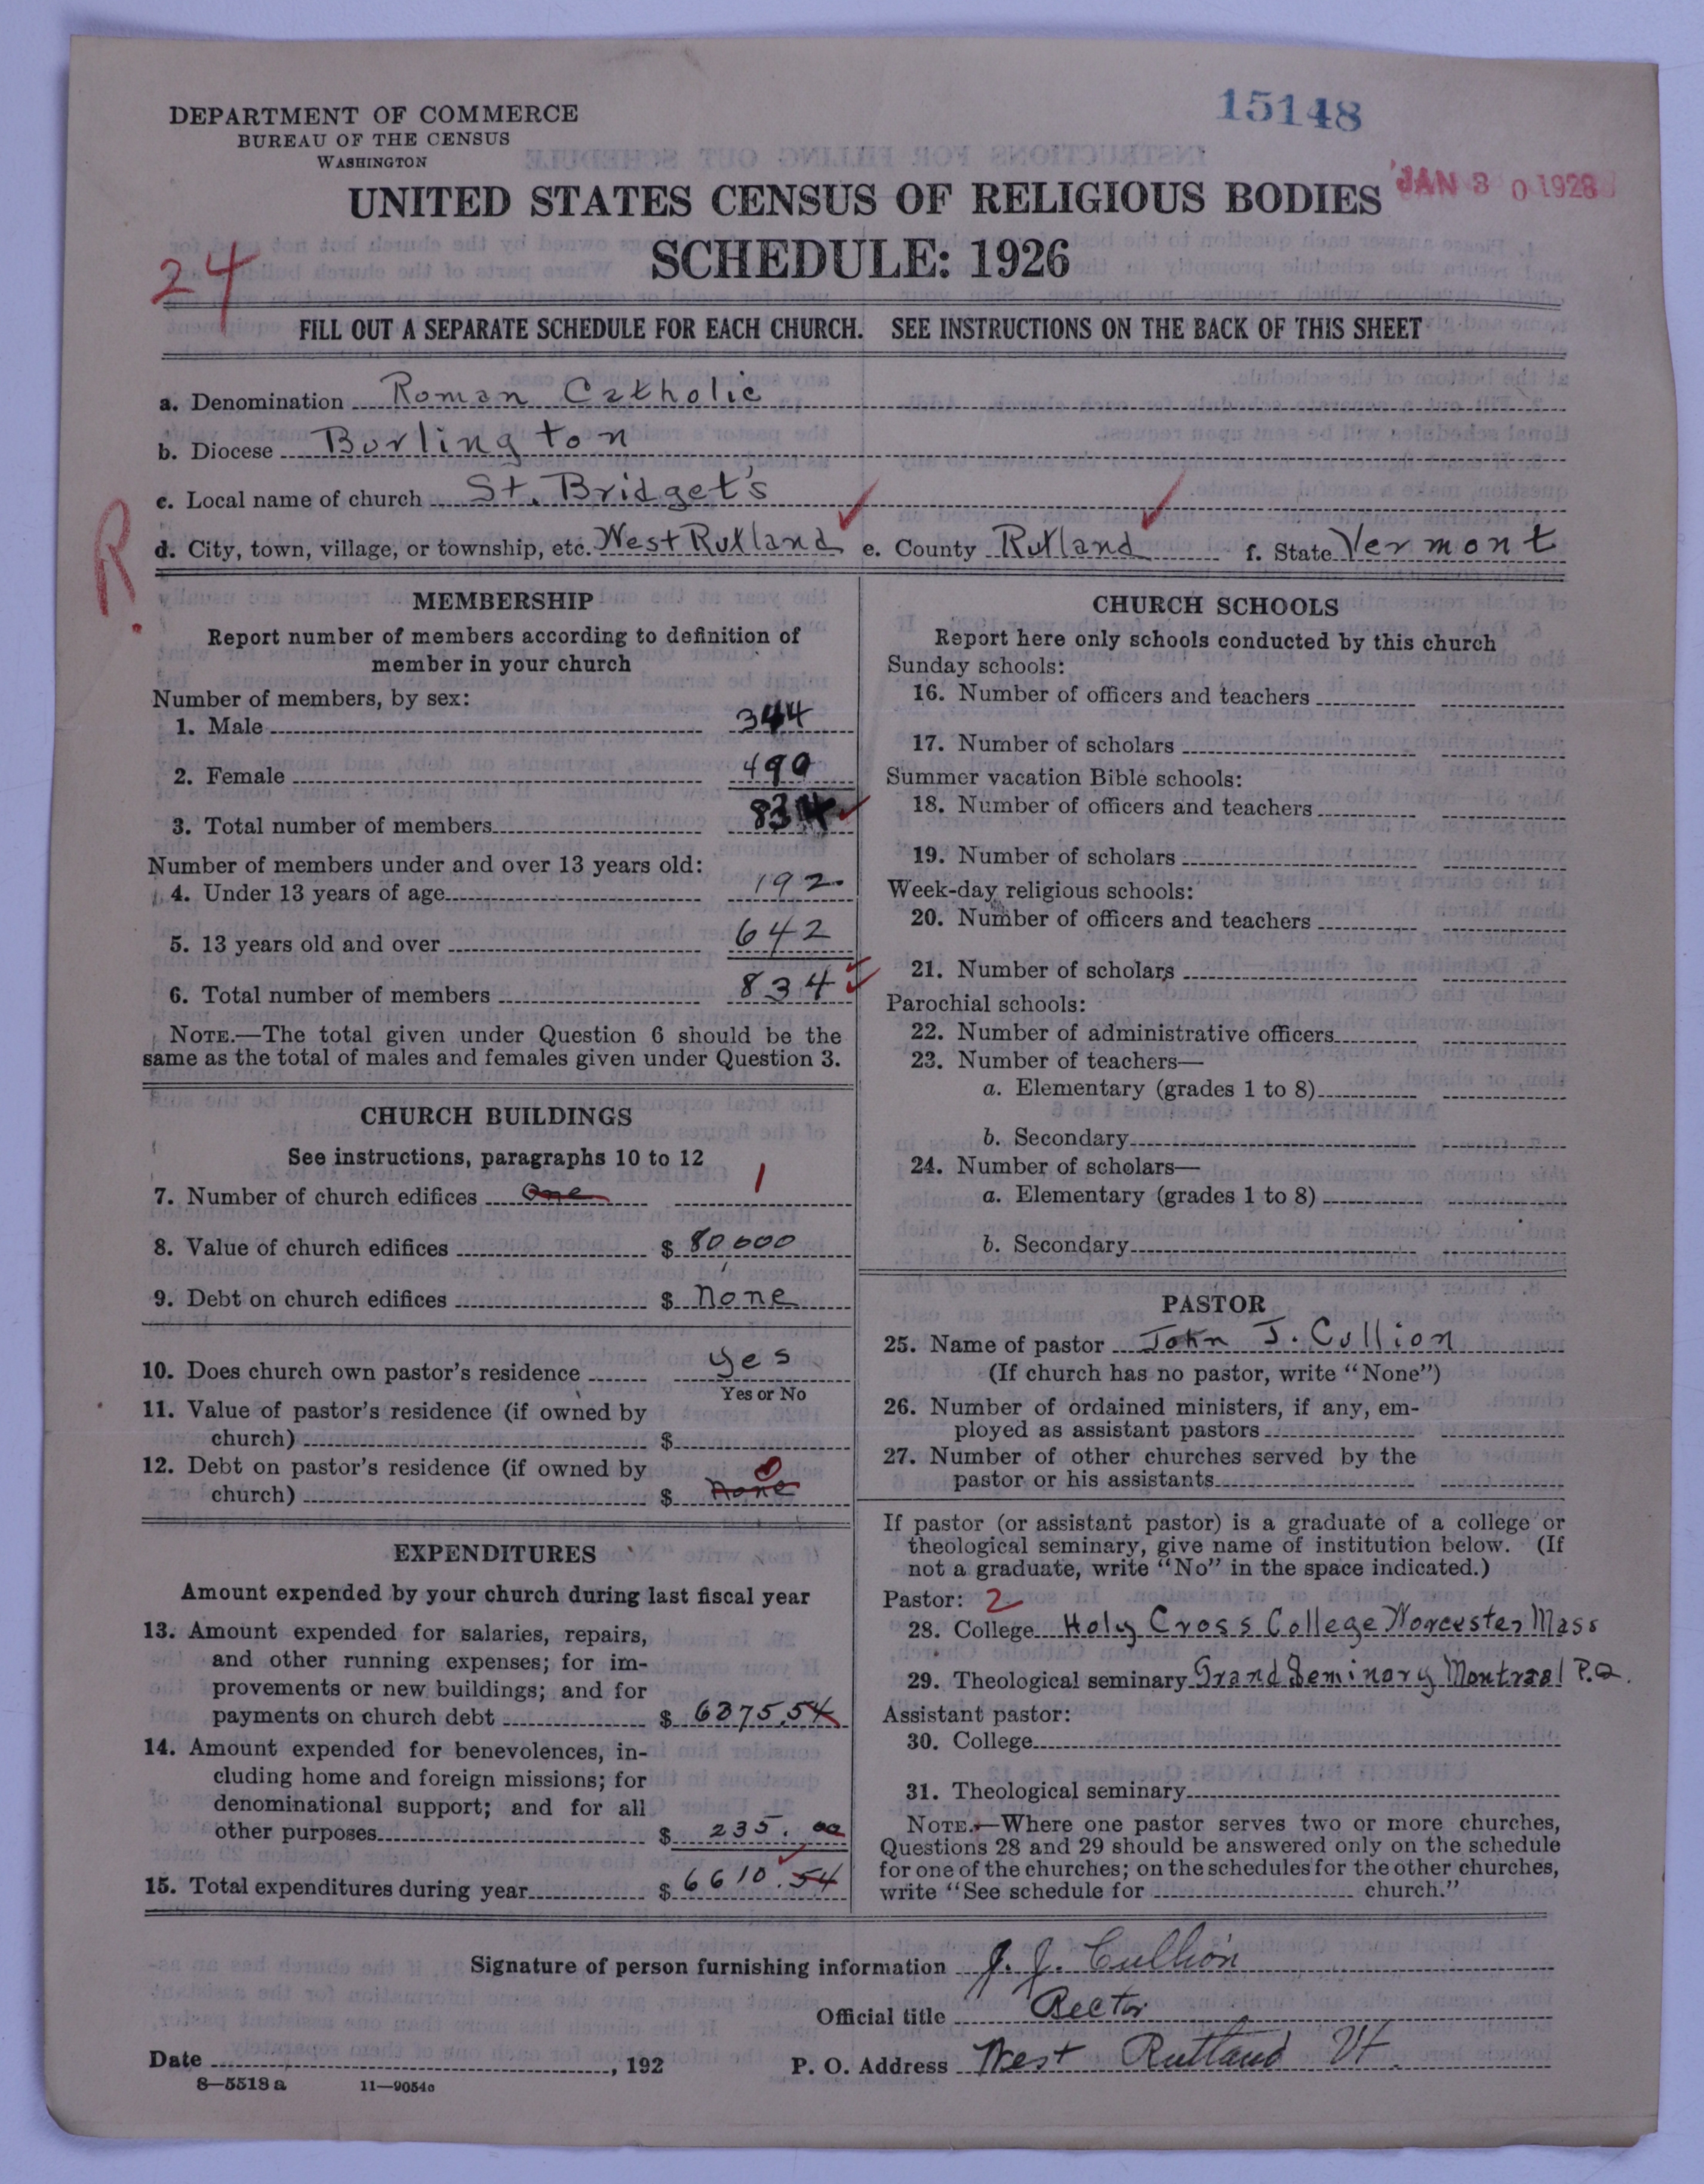 15148
DEPARTMENT OF COMMERCE
BUREAU OF THE CENSUS
WASHINGTON
JAN 3 0 1928
UNITED STATES CENSUS OF RELIGIOUS BODIES
SCHEDULE: 1926
24
FILL OUT A SEPARATE SCHEDULE FOR EACH CHURCH. SEE INSTRUCTIONS ON THE BACK OF THIS SHEET
a. Denomination Roman Catholic
b. Diocese Burlington
c. Local name of church St. Bridget's
R.
d. City, town, village, or township, etc. West Rutland e. County Rutland f. State Vermont
MEMBERSHIP
Report number of members according to definition of
member in your church
Number of members, by sex:
1. Male 344
2. Female 490
3. Total number of members 834
Number of members under and over 13 years old:
4. Under 13 years of age 192
5. 13 years old and over 642
6. Total number of members 834
NOTE.—The total given under Question 6 should be the
same as the total of males and females given under Question 3.
CHURCH BUILDINGS
See instructions, paragraphs 10 to 12
7. Number of church edifices One 1
8. Value of church edifices $ 80,000
9. Debt on church edifices $ none
10. Does church own pastor's residence yes
Yes or No
11. Value of pastor's residence (if owned by
church) $
12. Debt on pastor's residence (if owned by
church) $ none 0
EXPENDITURES
Amount expended by your church during last fiscal year
13. Amount expended for salaries, repairs,
and other running expenses; for im-
provements or new buildings; and for
payments on church debt $ 6375.54
14. Amount expended for benevolences, in-
cluding home and foreign missions; for
denominational support; and for all
other purposes $ 235.00
15. Total expenditures during year $ 6610.54
CHURCH SCHOOLS
Report here only schools conducted by this church
Sunday schools:
16. Number of officers and teachers
17. Number of scholars
Summer vacation Bible schools:
18. Number of officers and teachers
19. Number of scholars
Week-day religious schools:
20. Number of officers and teachers
21. Number of scholars
Parochial schools:
22. Number of administrative officers
23. Number of teachers—
a. Elementary (grades 1 to 8)
b. Secondary
24. Number of scholars—
a. Elementary (grades 1 to 8)
b. Secondary
PASTOR
25. Name of pastor John J. Cullion
(If church has no pastor, write "None")
26. Number of ordained ministers, if any, em-
ployed as assistant pastors
27. Number of other churches served by the
pastor or his assistants
If pastor (or assistant pastor) is a graduate of a college or
theological seminary, give name of institution below. (If
not a graduate, write "No" in the space indicated.)
Pastor: 2
28. College Holy Cross College Worcester Mass
29. Theological seminary Grand Seminory Montreal P.Q.
Assistant pastor:
30. College
31. Theological seminary
NOTE.—Where one pastor serves two or more churches,
Questions 28 and 29 should be answered only on the schedule
for one of the churches; on the schedules for the other churches,
write "See schedule for church."
Signature of person furnishing information J. J. Cullion
Official title Rector
Date , 192 P. O. Address West Rutland Vt.
8—5518 a 11—9054a